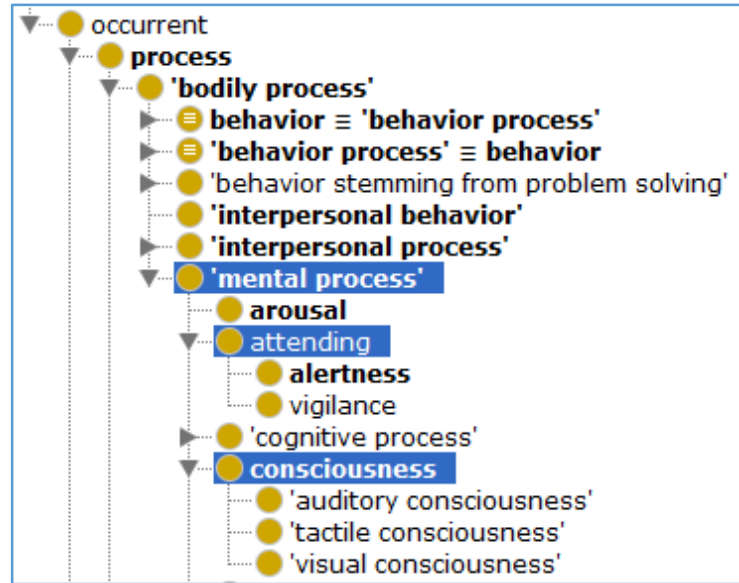 occurrent
process
'bodily process'
behavior ≡ 'behavior process'
'behavior process' ≡ behavior
'behavior stemming from problem solving'
'interpersonal behavior'
'interpersonal process'
'mental process'
arousal
attending
alertness
vigilance
'cognitive process'
consciousness
'auditory consciousness'
'tactile consciousness'
'visual consciousness'